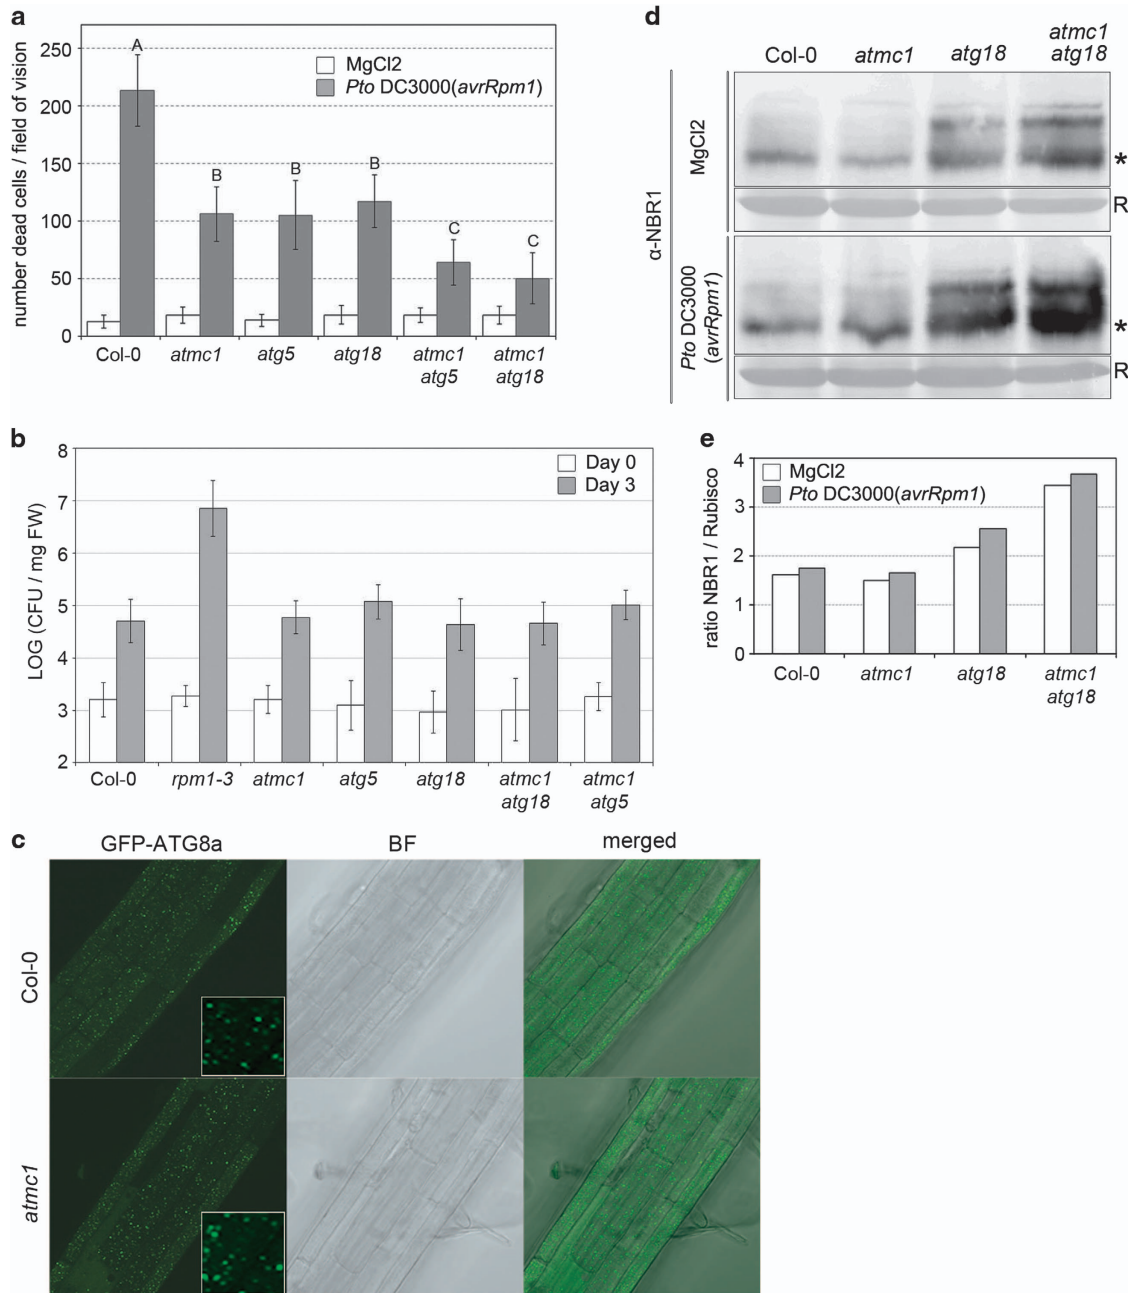 a
number dead cells / field of vision
250
200
150
100
50
0
MgCl2
Pto DC3000(avrRpm1)
A
B
B
B
C
C
Col-0
atmc1
atg5
atg18
atmc1
atg5
atmc1
atg18
b
LOG (CFU / mg FW)
8
7
6
5
4
3
2
Day 0
Day 3
Col-0
rpm1-3
atmc1
atg5
atg18
atmc1
atg18
atmc1
atg5
c
GFP-ATG8a
BF
merged
Col-0
atmc1
d
Col-0
atmc1
atg18
atmc1
atg18
α-NBR1
MgCl2
*
R
Pto DC3000
(avrRpm1)
*
R
e
ratio NBR1 / Rubisco
4
3
2
1
0
MgCl2
Pto DC3000(avrRpm1)
Col-0
atmc1
atg18
atmc1
atg18